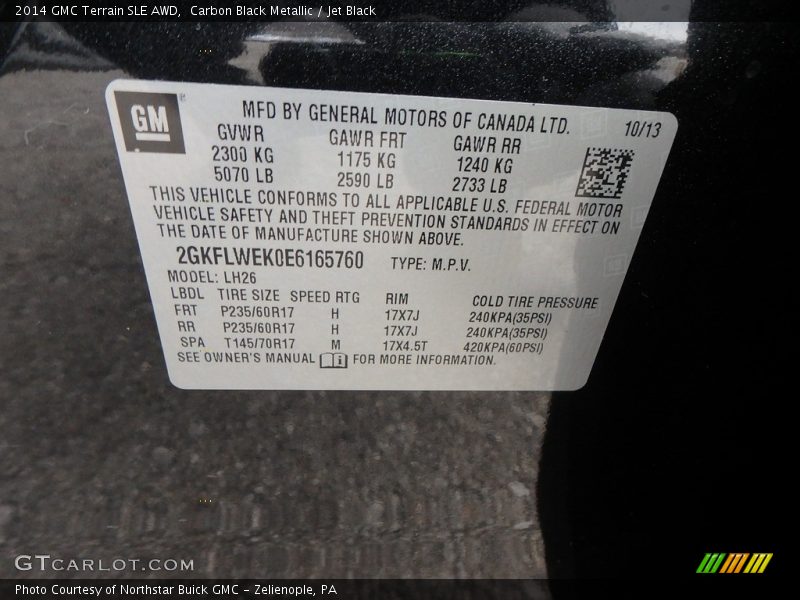 2014 GMC Terrain SLE AWD, Carbon Black Metallic / Jet Black
GM
MFD BY GENERAL MOTORS OF CANADA LTD. 10/13
GVWR GAWR FRT GAWR RR
2300 KG 1175 KG 1240 KG
5070 LB 2590 LB 2733 LB
THIS VEHICLE CONFORMS TO ALL APPLICABLE U.S. FEDERAL MOTOR
VEHICLE SAFETY AND THEFT PREVENTION STANDARDS IN EFFECT ON
THE DATE OF MANUFACTURE SHOWN ABOVE.
2GKFLWEK0E6165760 TYPE: M.P.V.
MODEL: LH26
LBDL TIRE SIZE SPEED RTG RIM COLD TIRE PRESSURE
FRT P235/60R17 H 17X7J 240KPA(35PSI)
RR P235/60R17 H 17X7J 240KPA(35PSI)
SPA T145/70R17 M 17X4.5T 420KPA(60PSI)
SEE OWNER'S MANUAL i FOR MORE INFORMATION.
GTCARLOT.COM
Photo Courtesy of Northstar Buick GMC - Zelienople, PA